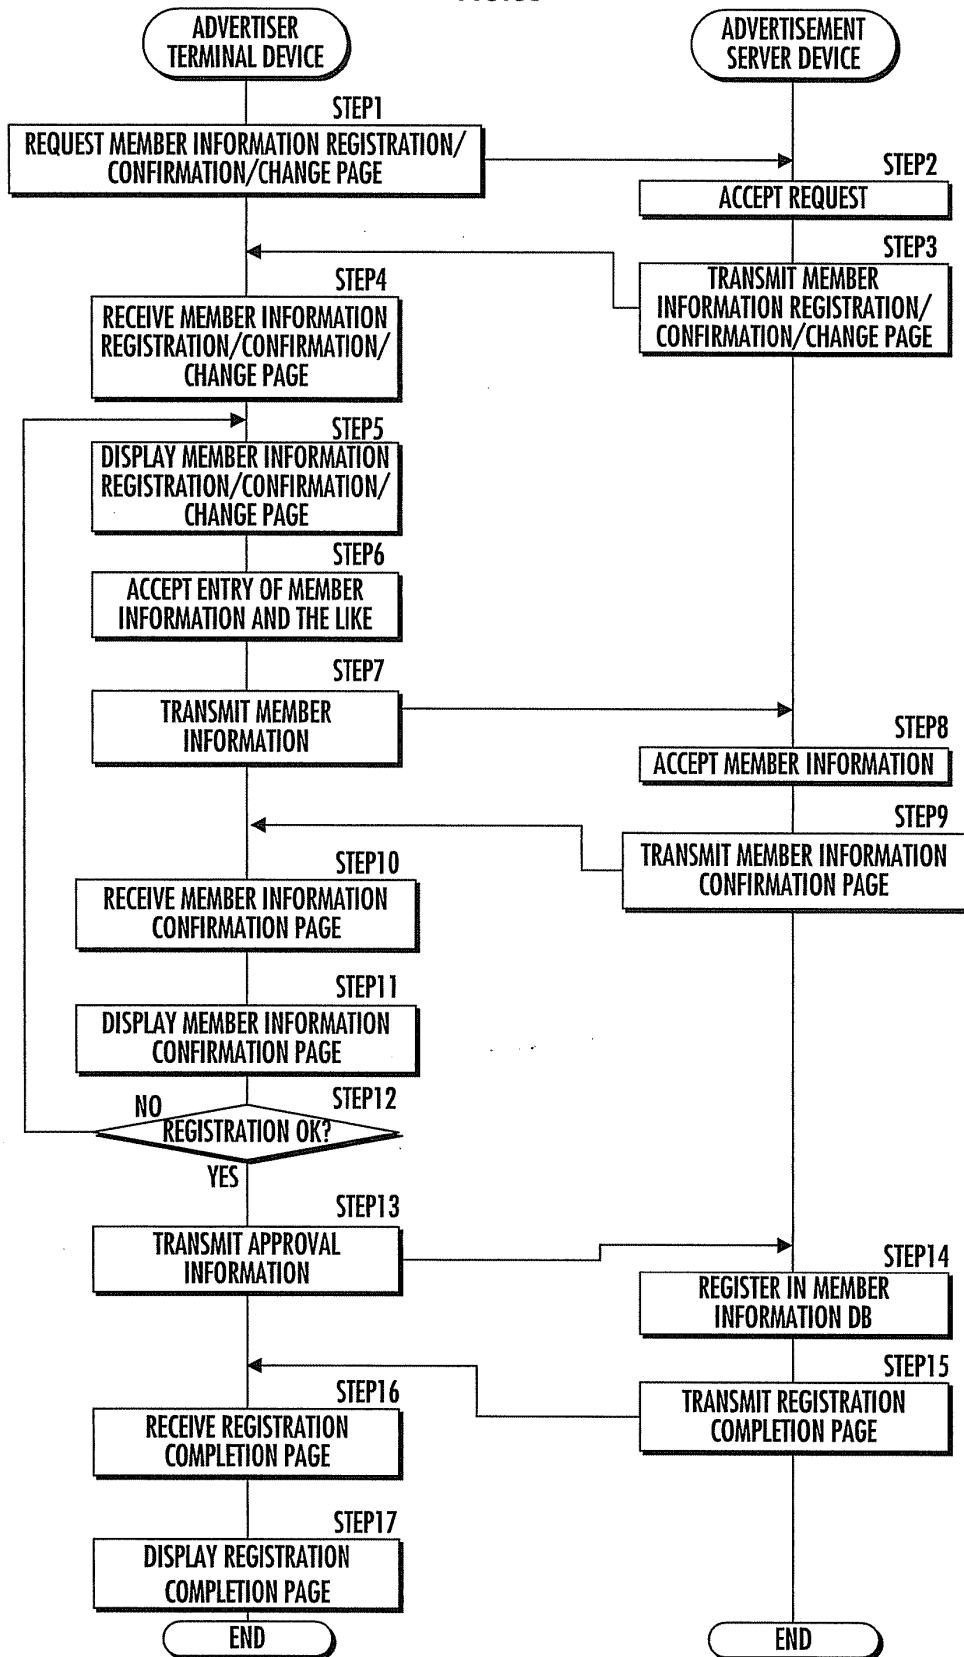 ADVERTISER
TERMINAL DEVICE
ADVERTISEMENT
SERVER DEVICE
STEP1
REQUEST MEMBER INFORMATION REGISTRATION/
CONFIRMATION/CHANGE PAGE
STEP2
ACCEPT REQUEST
STEP3
TRANSMIT MEMBER
INFORMATION REGISTRATION/
CONFIRMATION/CHANGE PAGE
STEP4
RECEIVE MEMBER INFORMATION
REGISTRATION/CONFIRMATION/
CHANGE PAGE
STEP5
DISPLAY MEMBER INFORMATION
REGISTRATION/CONFIRMATION/
CHANGE PAGE
STEP6
ACCEPT ENTRY OF MEMBER
INFORMATION AND THE LIKE
STEP7
TRANSMIT MEMBER
INFORMATION
STEP8
ACCEPT MEMBER INFORMATION
STEP9
TRANSMIT MEMBER INFORMATION
CONFIRMATION PAGE
STEP10
RECEIVE MEMBER INFORMATION
CONFIRMATION PAGE
STEP11
DISPLAY MEMBER INFORMATION
CONFIRMATION PAGE
STEP12
NO
REGISTRATION OK?
YES
STEP13
TRANSMIT APPROVAL
INFORMATION
STEP14
REGISTER IN MEMBER
INFORMATION DB
STEP15
TRANSMIT REGISTRATION
COMPLETION PAGE
STEP16
RECEIVE REGISTRATION
COMPLETION PAGE
STEP17
DISPLAY REGISTRATION
COMPLETION PAGE
END
END